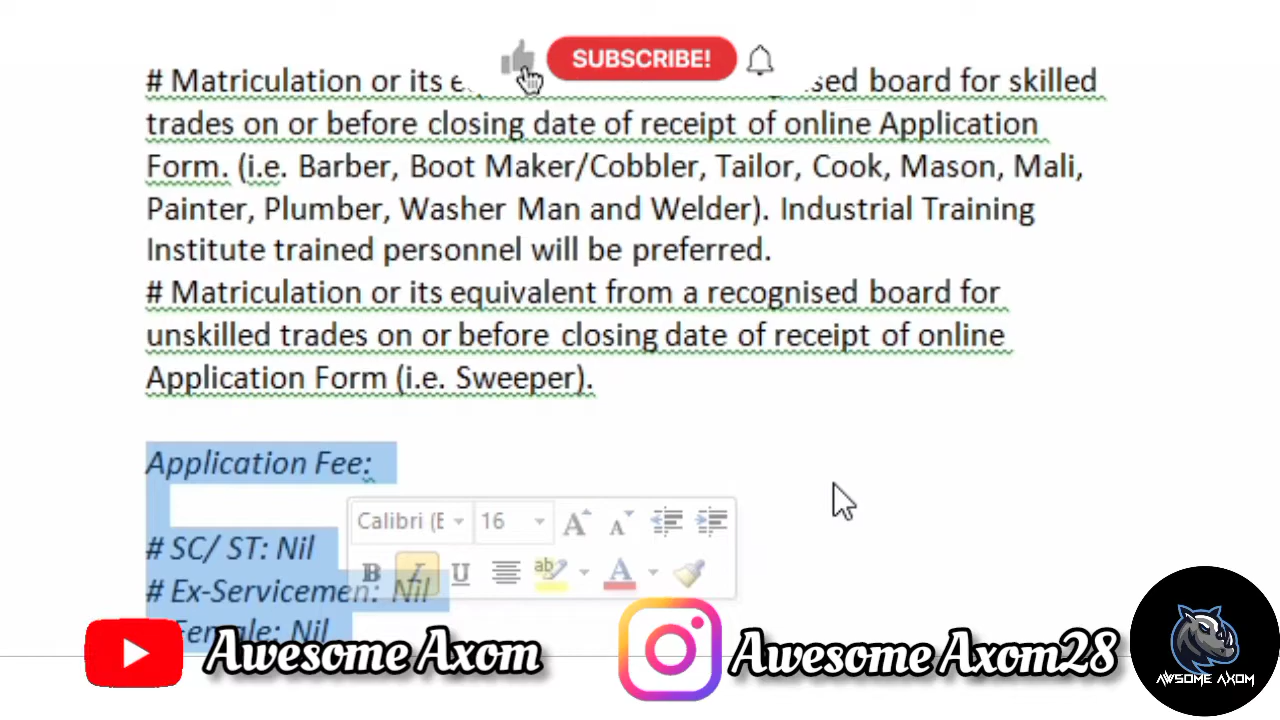 SUBSCRIBE!
# Matriculation or its sed board for skilled
trades on or before closing date of receipt of online Application
Form. (i.e. Barber, Boot Maker/Cobbler, Tailor, Cook, Mason, Mali,
Painter, Plumber, Washer Man and Welder). Industrial Training
Institute trained personnel will be preferred.
# Matriculation or its equivalent from a recognised board for
unskilled trades on or before closing date of receipt of online
Application Form (i.e. Sweeper).
Application Fee:
Calibri (E 16 A A
# SC/ ST: Nil
B I U ab A
# Ex-Servicemen: Nil
Female: Nil
Awesome Axom
Awesome Axom28
AWSOME AXOM